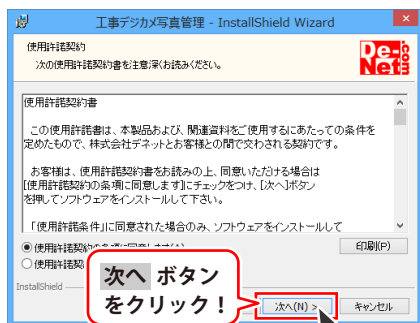 工事デジカメ写真管理 - InstallShield Wizard
使用許諾契約
次の使用許諾契約書を注意深くお読みください。
De-Net.com
使用許諾契約書
この使用許諾書は、本製品および、関連資料をご使用するにあたっての条件を
定めたもので、株式会社デネットとお客様との間で交わされる契約です。
お客様は、使用許諾契約書をお読みの上、同意いただける場合は
[使用許諾契約の条項に同意します]にチェックをつけ、[次へ]ボタン
を押してソフトウェアをインストールして下さい。
「使用許諾条件」に同意された場合のみ、ソフトウェアをインストールして
使用許諾契約の条項に同意します(A)
印刷(P)
使用許諾契
次へ ボタン
をクリック!
InstallShield
次へ(N) >
キャンセル